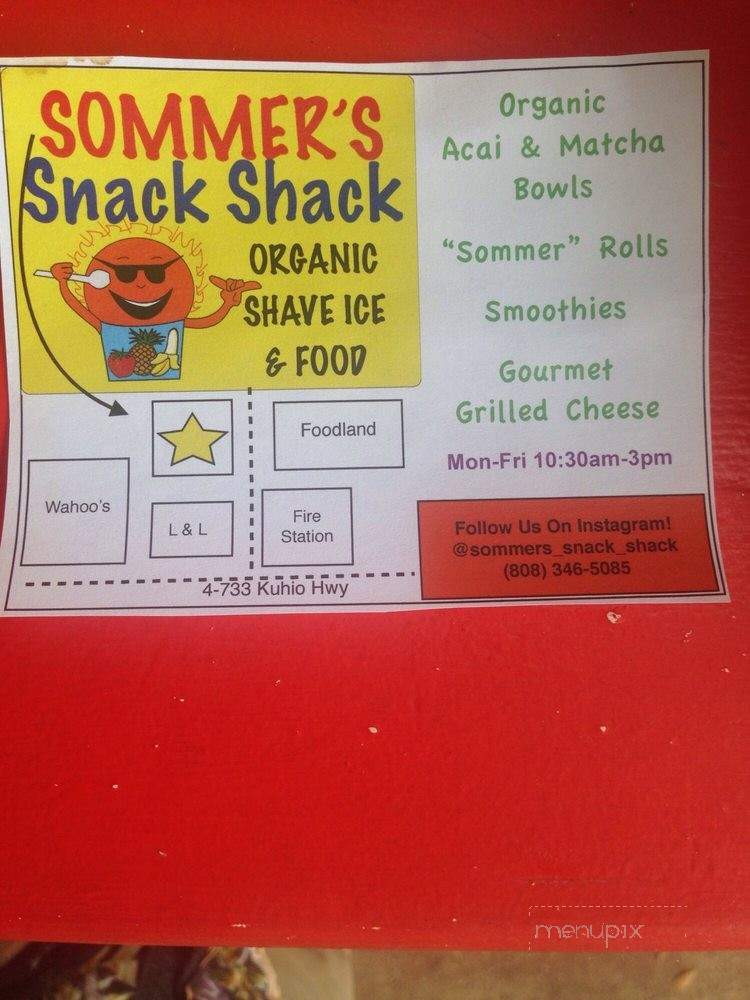 SOMMER'S
Snack Shack
ORGANIC
SHAVE ICE
& FOOD
Organic
Acai & Matcha
Bowls
"Sommer" Rolls
Smoothies
Gourmet
Grilled Cheese
Mon-Fri 10:30am-3pm
Foodland
Wahoo's
L & L
Fire
Station
4-733 Kuhio Hwy
Follow Us On Instagram!
@sommers_snack_shack
(808) 346-5085
menupix